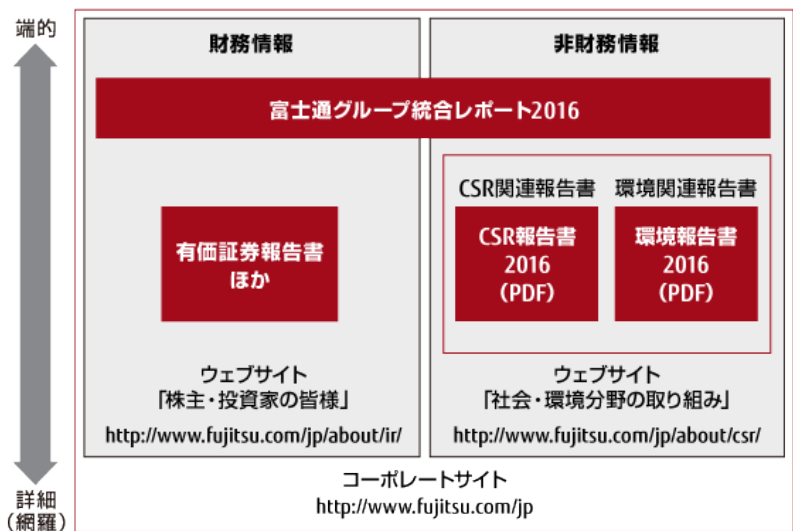 端的
財務情報
非財務情報
富士通グループ統合レポート2016
CSR関連報告書
環境関連報告書
有価証券報告書
ほか
CSR報告書
2016
(PDF)
環境報告書
2016
(PDF)
ウェブサイト
「株主・投資家の皆様」
http://www.fujitsu.com/jp/about/ir/
ウェブサイト
「社会・環境分野の取り組み」
http://www.fujitsu.com/jp/about/csr/
詳細
(網羅)
コーポレートサイト
http://www.fujitsu.com/jp